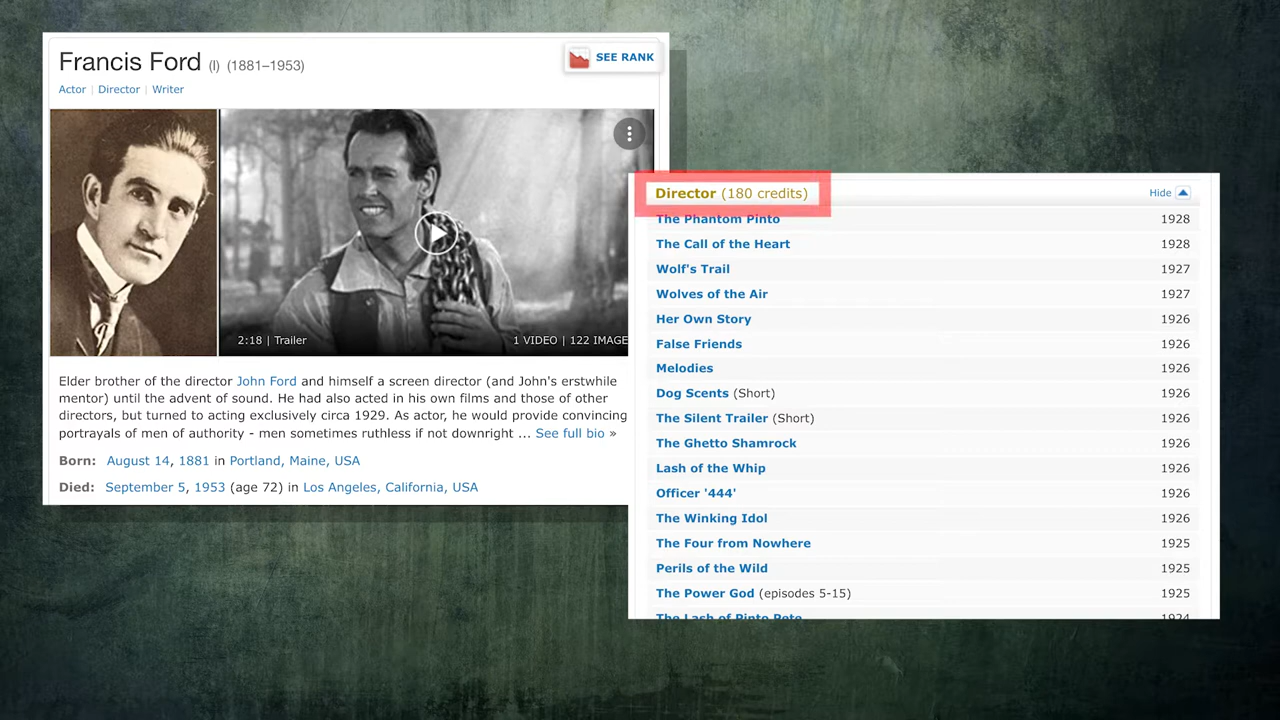 Francis Ford (I) (1881–1953)
SEE RANK
Actor | Director | Writer
2:18 | Trailer
1 VIDEO | 122 IMAGE
Elder brother of the director John Ford and himself a screen director (and John's erstwhile
mentor) until the advent of sound. He had also acted in his own films and those of other
directors, but turned to acting exclusively circa 1929. As actor, he would provide convincing
portrayals of men of authority - men sometimes ruthless if not downright ... See full bio »
Born: August 14, 1881 in Portland, Maine, USA
Died: September 5, 1953 (age 72) in Los Angeles, California, USA
Director (180 credits)
Hide
The Phantom Pinto 1928
The Call of the Heart 1928
Wolf's Trail 1927
Wolves of the Air 1927
Her Own Story 1926
False Friends 1926
Melodies 1926
Dog Scents (Short) 1926
The Silent Trailer (Short) 1926
The Ghetto Shamrock 1926
Lash of the Whip 1926
Officer '444' 1926
The Winking Idol 1926
The Four from Nowhere 1925
Perils of the Wild 1925
The Power God (episodes 5-15) 1925
The Lash of Pinto Pete 1924